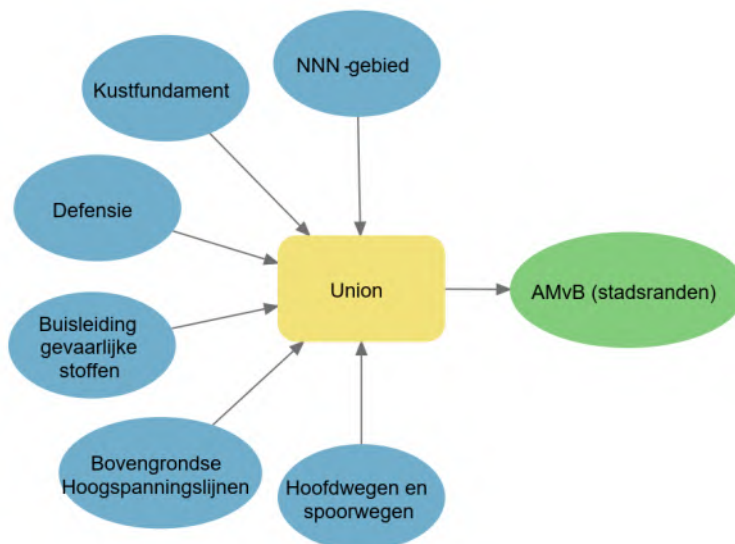 NNN-gebied
Kustfundament
Defensie
Union
AMvB (stadsranden)
Buisleiding
gevaarlijke
stoffen
Bovengrondse
Hoogspanningslijnen
Hoofdwegen en
spoorwegen